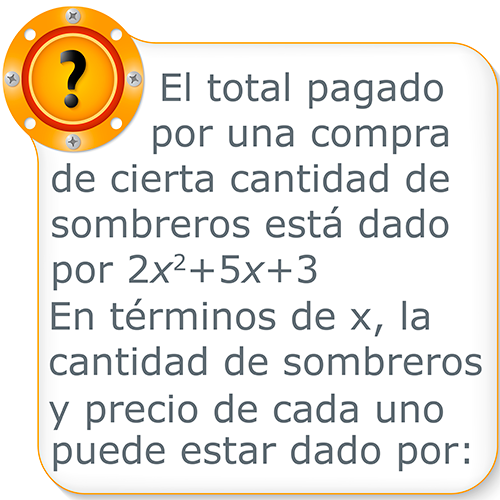 ?
El total pagado
por una compra
de cierta cantidad de
sombreros está dado
por 2x²+5x+3
En términos de x, la
cantidad de sombreros
y precio de cada uno
puede estar dado por: